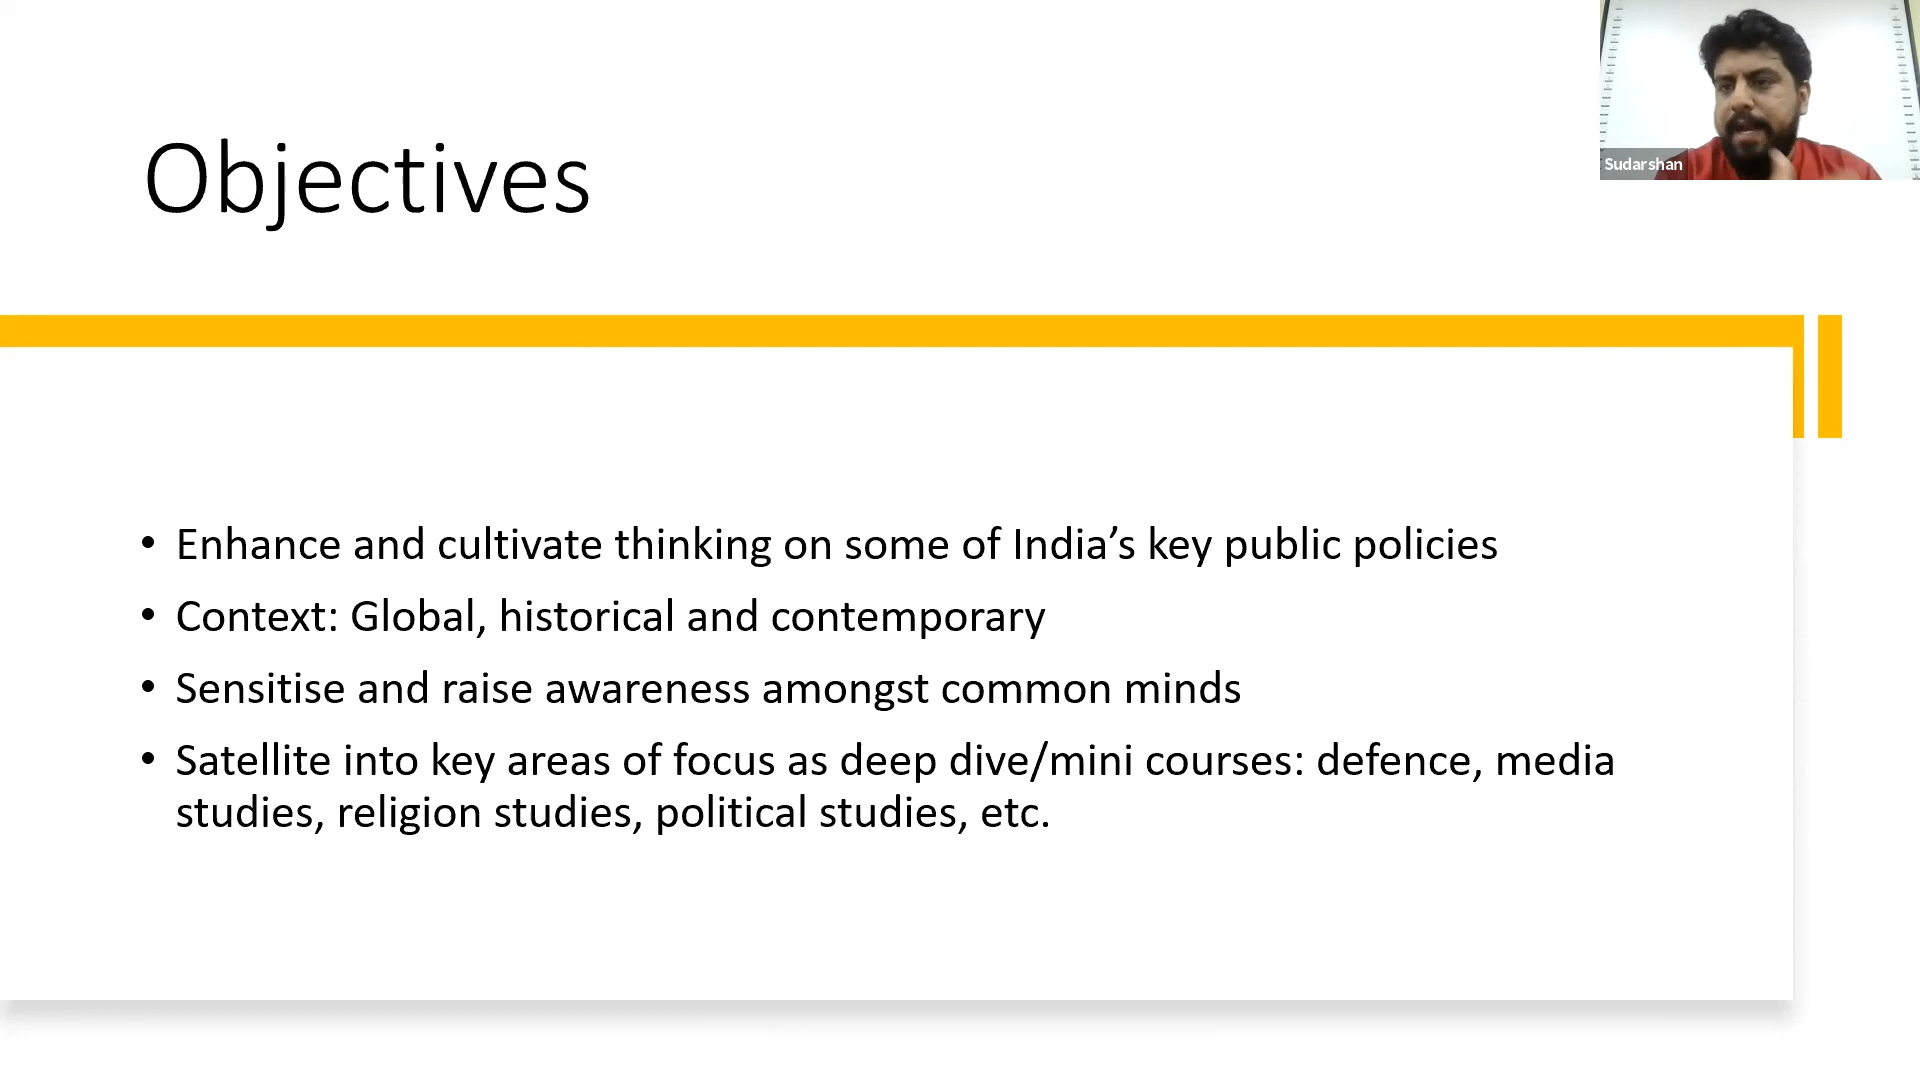 Sudarshan
Objectives
• Enhance and cultivate thinking on some of India’s key public policies
• Context: Global, historical and contemporary
• Sensitise and raise awareness amongst common minds
• Satellite into key areas of focus as deep dive/mini courses: defence, media
studies, religion studies, political studies, etc.